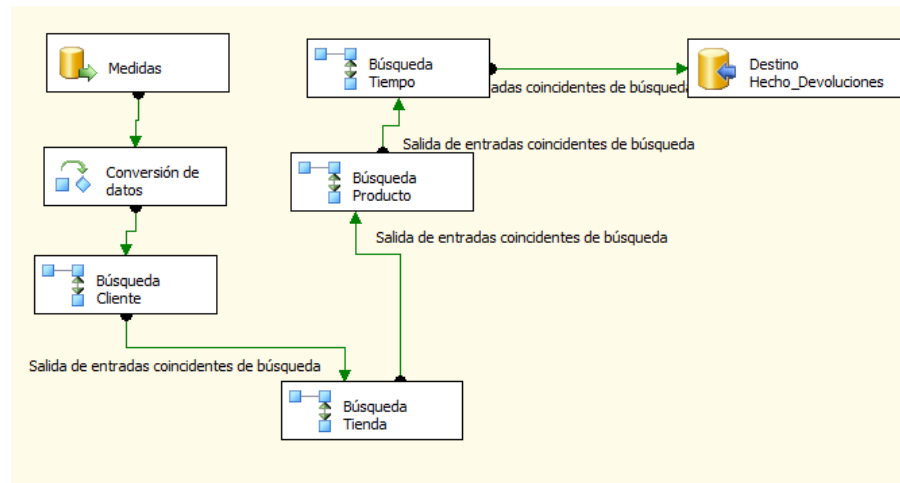 Medidas
Conversión de
datos
Búsqueda
Cliente
Salida de entradas coincidentes de búsqueda
Búsqueda
Tienda
Salida de entradas coincidentes de búsqueda
Búsqueda
Producto
Salida de entradas coincidentes de búsqueda
Búsqueda
Tiempo
coincidentes de búsqueda
Destino
Hecho_Devoluciones